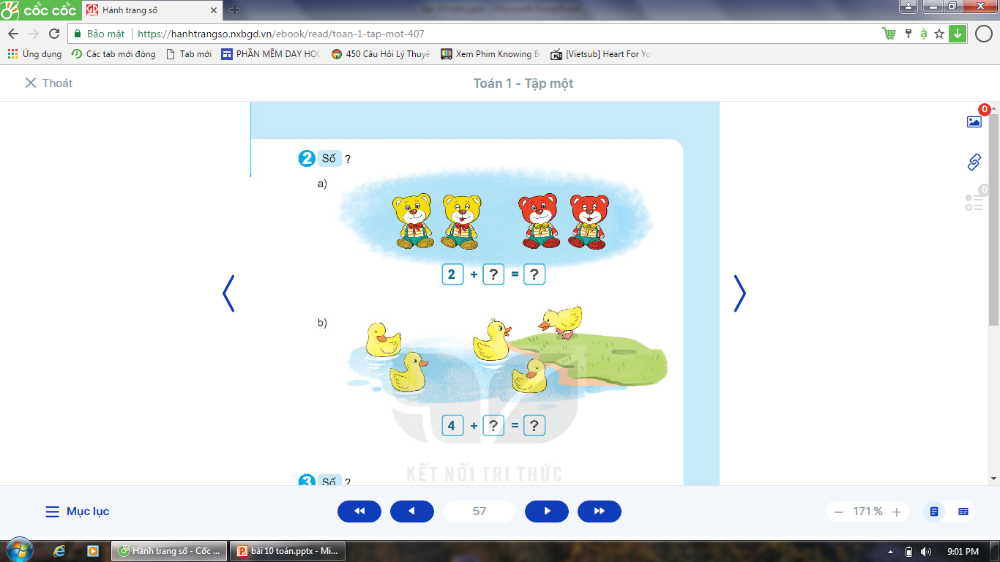 cốc cốc
Hành trang số
Bảo mật
https://hanhtrangso.nxbgd.vn/ebook/read/toan-1-tap-mot-407
Ứng dụng
Các tab mới đóng
Tab mới
PHẦN MỀM DẠY HỌC
450 Câu Hỏi Lý Thuyế
Xem Phim Knowing B
[Vietsub] Heart For Yo
Thoát
Toán 1 - Tập một
0
2 Số ?
a)
0
2 + ? = ?
b)
4 + ? = ?
KẾT NỐI TRI THỨC
3 Số ?
Mục lục
57
171 %
Hành trang số - Cốc ...
bài 10 toán.pptx - Mi...
9:01 PM